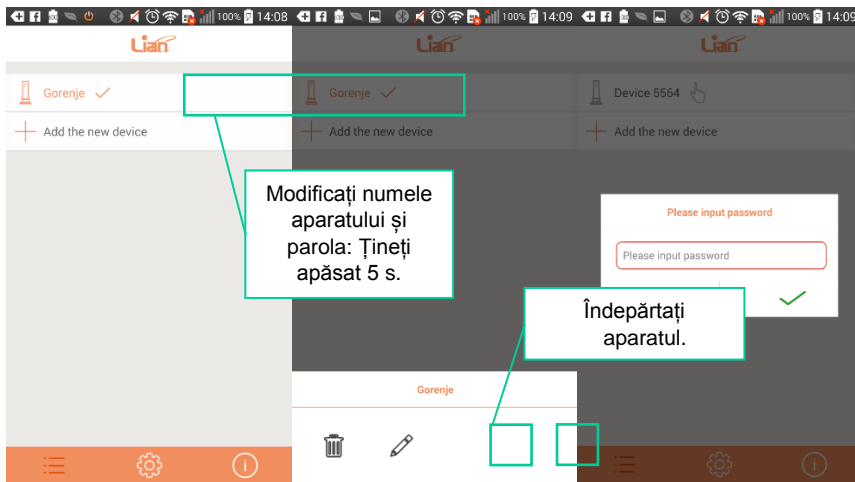 100% 14:08
100% 14:09
100% 14:09
Lian
Lian
Lian
Gorenje
Gorenje
Device 5564
Add the new device
Add the new device
Add the new device
Modificați numele
aparatului și
parola: Țineți
apăsat 5 s.
Please input password
Please input password
Îndepărtați
aparatul.
Gorenje